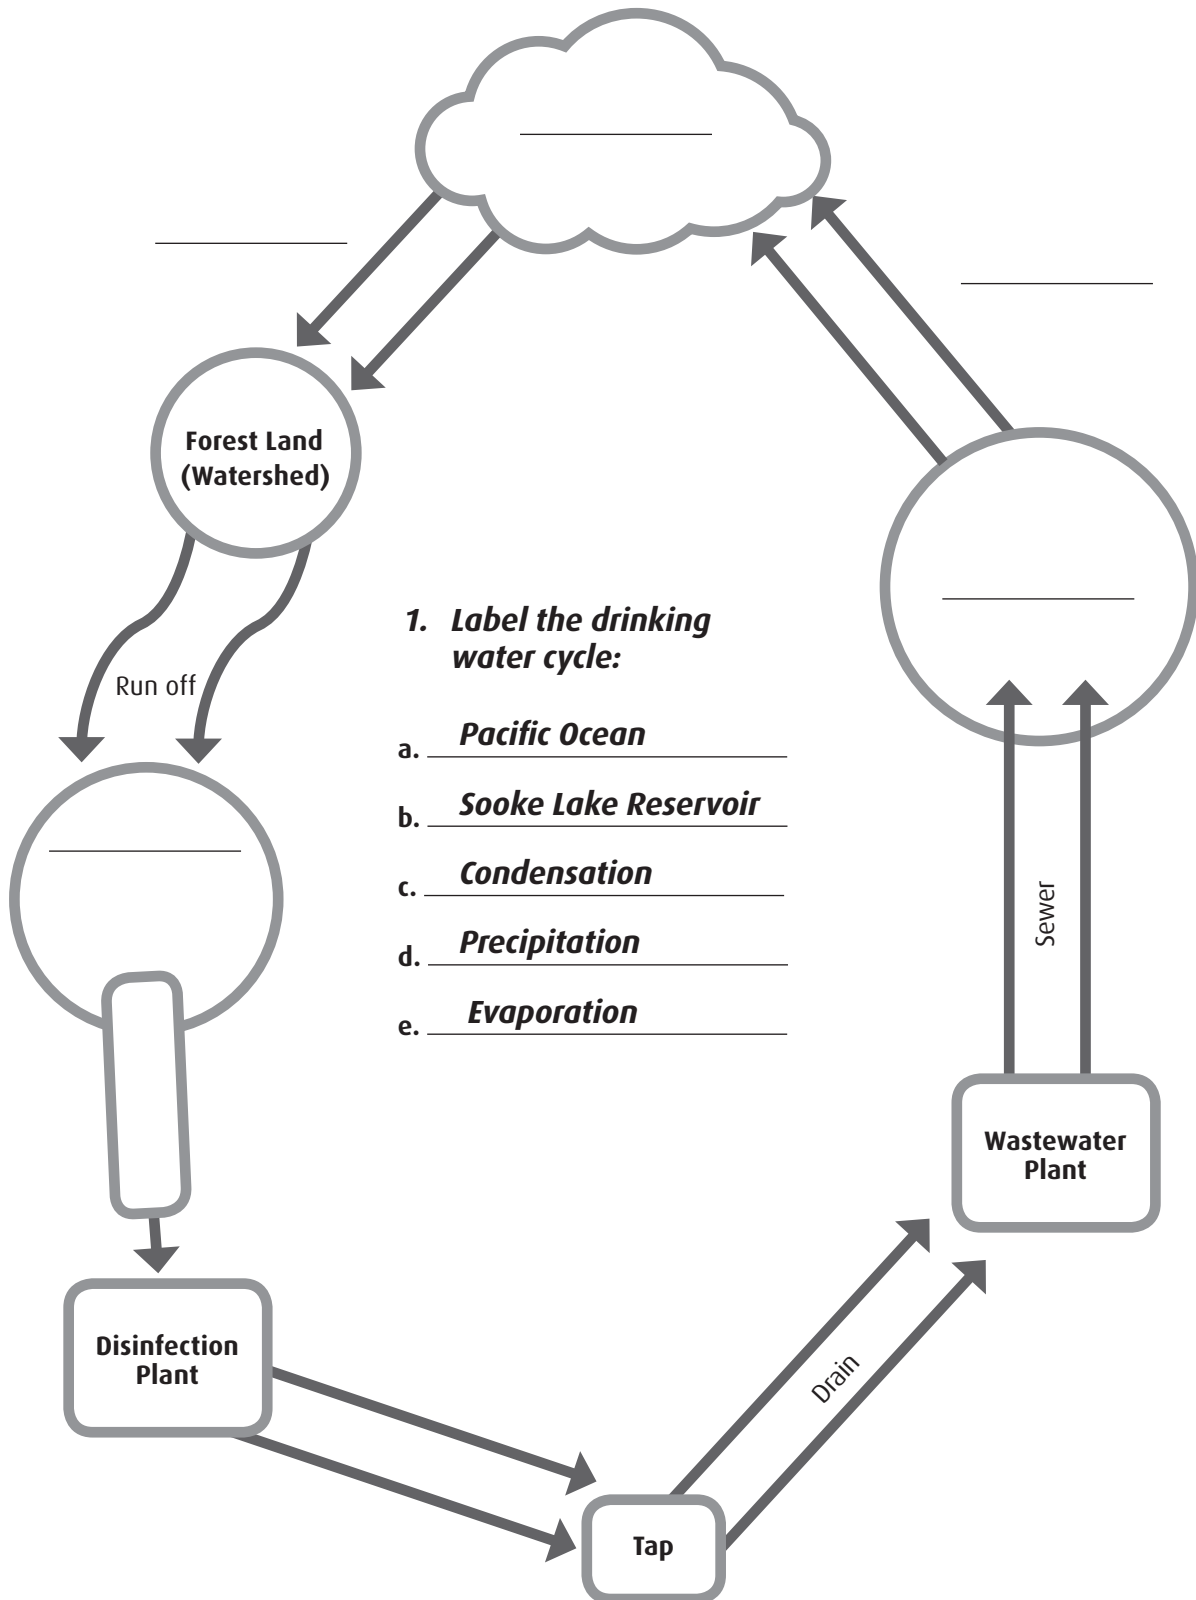 Forest Land
(Watershed)
Run off
1. Label the drinking
water cycle:
a. Pacific Ocean
b. Sooke Lake Reservoir
c. Condensation
d. Precipitation
e. Evaporation
Sewer
Wastewater
Plant
Disinfection
Plant
Drain
Tap